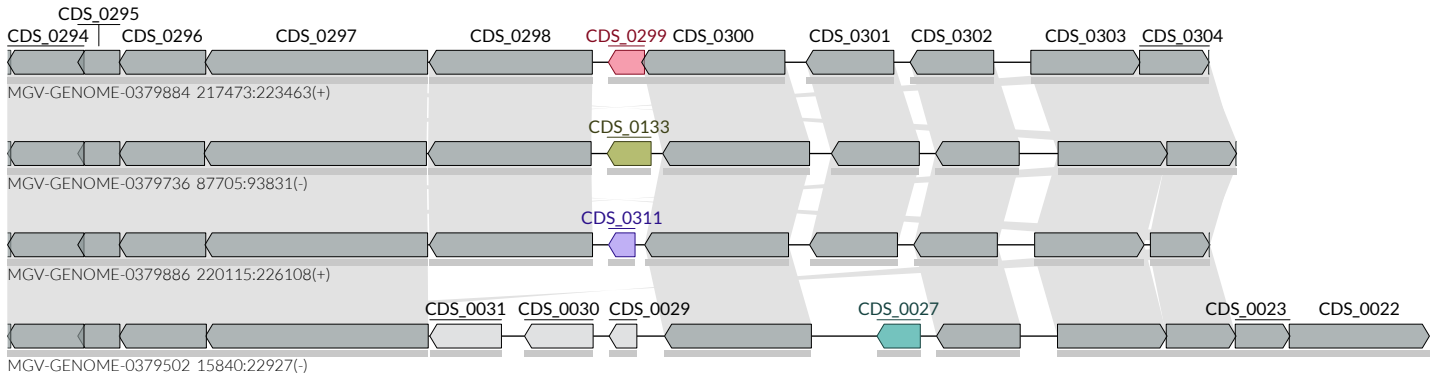 CDS_0295
CDS_0294 CDS_0296 CDS_0297 CDS_0298 CDS_0299 CDS_0300 CDS_0301 CDS_0302 CDS_0303 CDS_0304
MGV-GENOME-0379884 217473:223463(+)
CDS_0133
MGV-GENOME-0379736 87705:93831(-)
CDS_0311
MGV-GENOME-0379886 220115:226108(+)
CDS_0031 CDS_0030 CDS_0029 CDS_0027 CDS_0023 CDS_0022
MGV-GENOME-0379502 15840:22927(-)